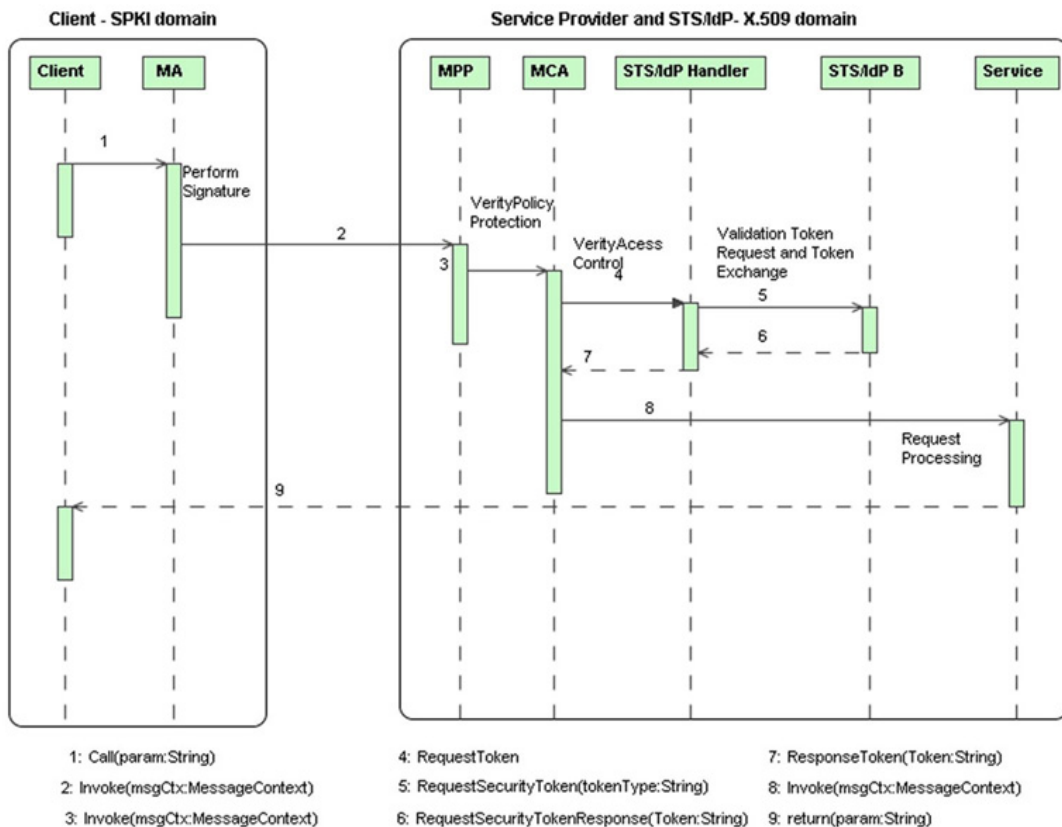 Client - SPKI domain
Service Provider and STS/IdP- X.509 domain
Client
MA
MPP
MCA
STS/IdP Handler
STS/IdP B
Service
1
Perform
Signature
2
VerityPolicy
Protection
3
VerityAcess
Control
4
Validation Token
Request and Token
Exchange
5
6
7
8
Request
Processing
9
1: Call(param:String)
2: Invoke(msgCtx:MessageContext)
3: Invoke(msgCtx:MessageContext)
4: RequestToken
5: RequestSecurityToken(tokenType:String)
6: RequestSecurityTokenResponse(Token:String)
7: ResponseToken(Token:String)
8: Invoke(msgCtx:MessageContext)
9: return(param:String)